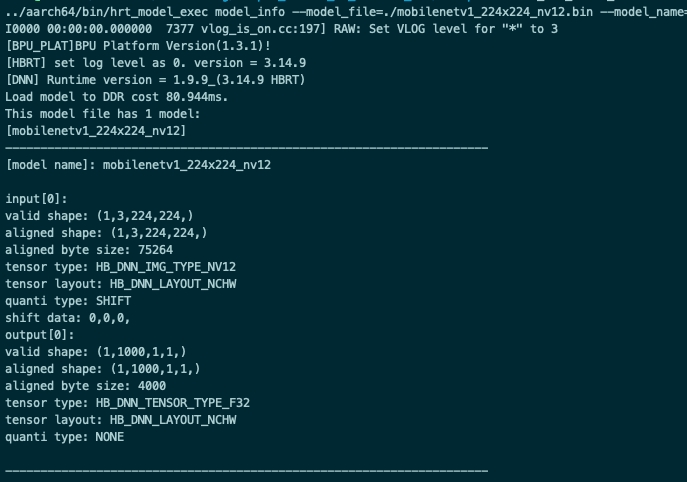 ../aarch64/bin/hrt_model_exec model_info --model_file=./mobilenetv1_224x224_nv12.bin --model_name=
I0000 00:00:00.000000  7377 vlog_is_on.cc:197] RAW: Set VLOG level for "*" to 3
[BPU_PLAT]BPU Platform Version(1.3.1)!
[HBRT] set log level as 0. version = 3.14.9
[DNN] Runtime version = 1.9.9_(3.14.9 HBRT)
Load model to DDR cost 80.944ms.
This model file has 1 model:
[mobilenetv1_224x224_nv12]
---------------------------------------------------------------------
[model name]: mobilenetv1_224x224_nv12
input[0]:
valid shape: (1,3,224,224,)
aligned shape: (1,3,224,224,)
aligned byte size: 75264
tensor type: HB_DNN_IMG_TYPE_NV12
tensor layout: HB_DNN_LAYOUT_NCHW
quanti type: SHIFT
shift data: 0,0,0,
output[0]:
valid shape: (1,1000,1,1,)
aligned shape: (1,1000,1,1,)
aligned byte size: 4000
tensor type: HB_DNN_TENSOR_TYPE_F32
tensor layout: HB_DNN_LAYOUT_NCHW
quanti type: NONE
---------------------------------------------------------------------